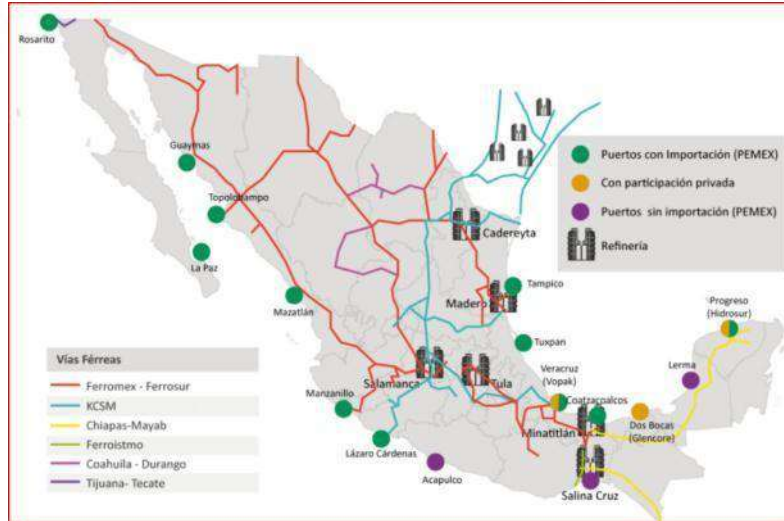 Rosarito
Guaymas
Topolobampo
La Paz
Mazatlán
Cadereyta
Madero
Tampico
Tuxpan
Salamanca
Tula
Veracruz
(Vopak)
Coatzacoalcos
Minatitlán
Manzanillo
Lázaro Cárdenas
Acapulco
Salina Cruz
Dos Bocas
(Glencore)
Lerma
Progreso
(Hidrosur)
Puertos con Importación (PEMEX)
Con participación privada
Puertos sin importación (PEMEX)
Refinería
Vías Férreas
Ferromex - Ferrosur
KCSM
Chiapas-Mayab
Ferroistmo
Coahuila - Durango
Tijuana- Tecate